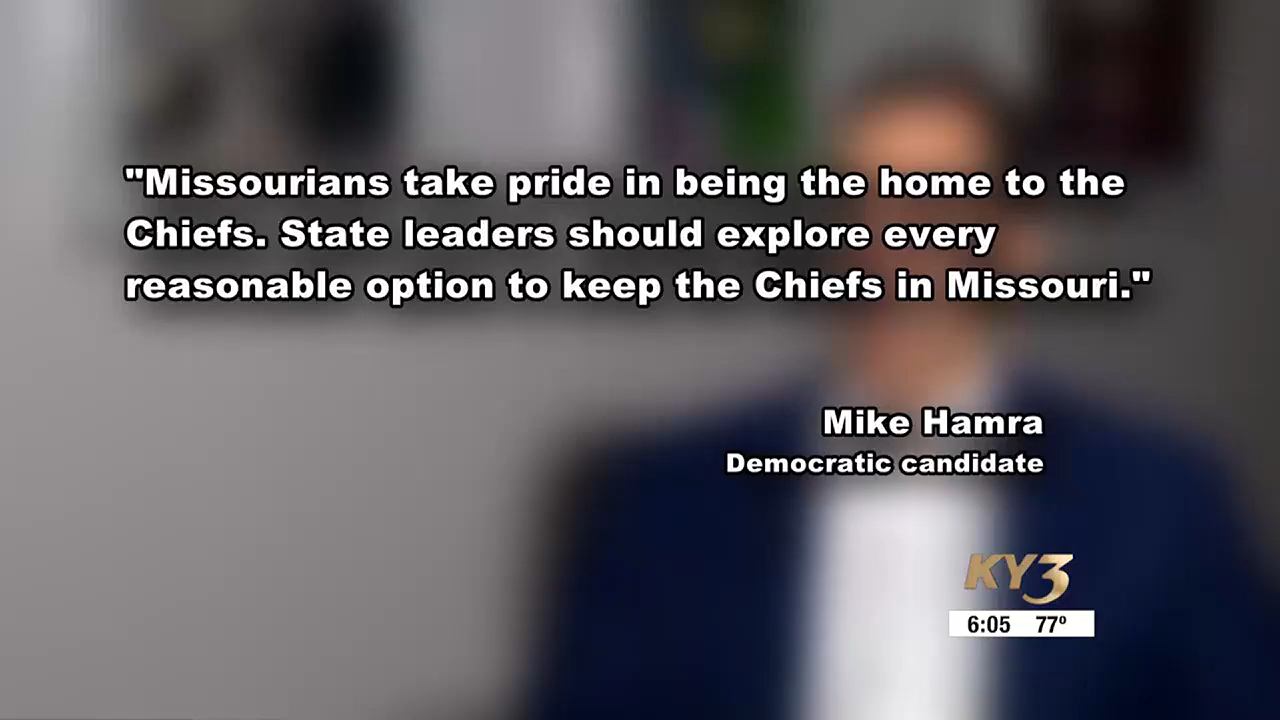 "Missourians take pride in being the home to the
Chiefs. State leaders should explore every
reasonable option to keep the Chiefs in Missouri."
Mike Hamra
Democratic candidate
KY3
6:05 77º